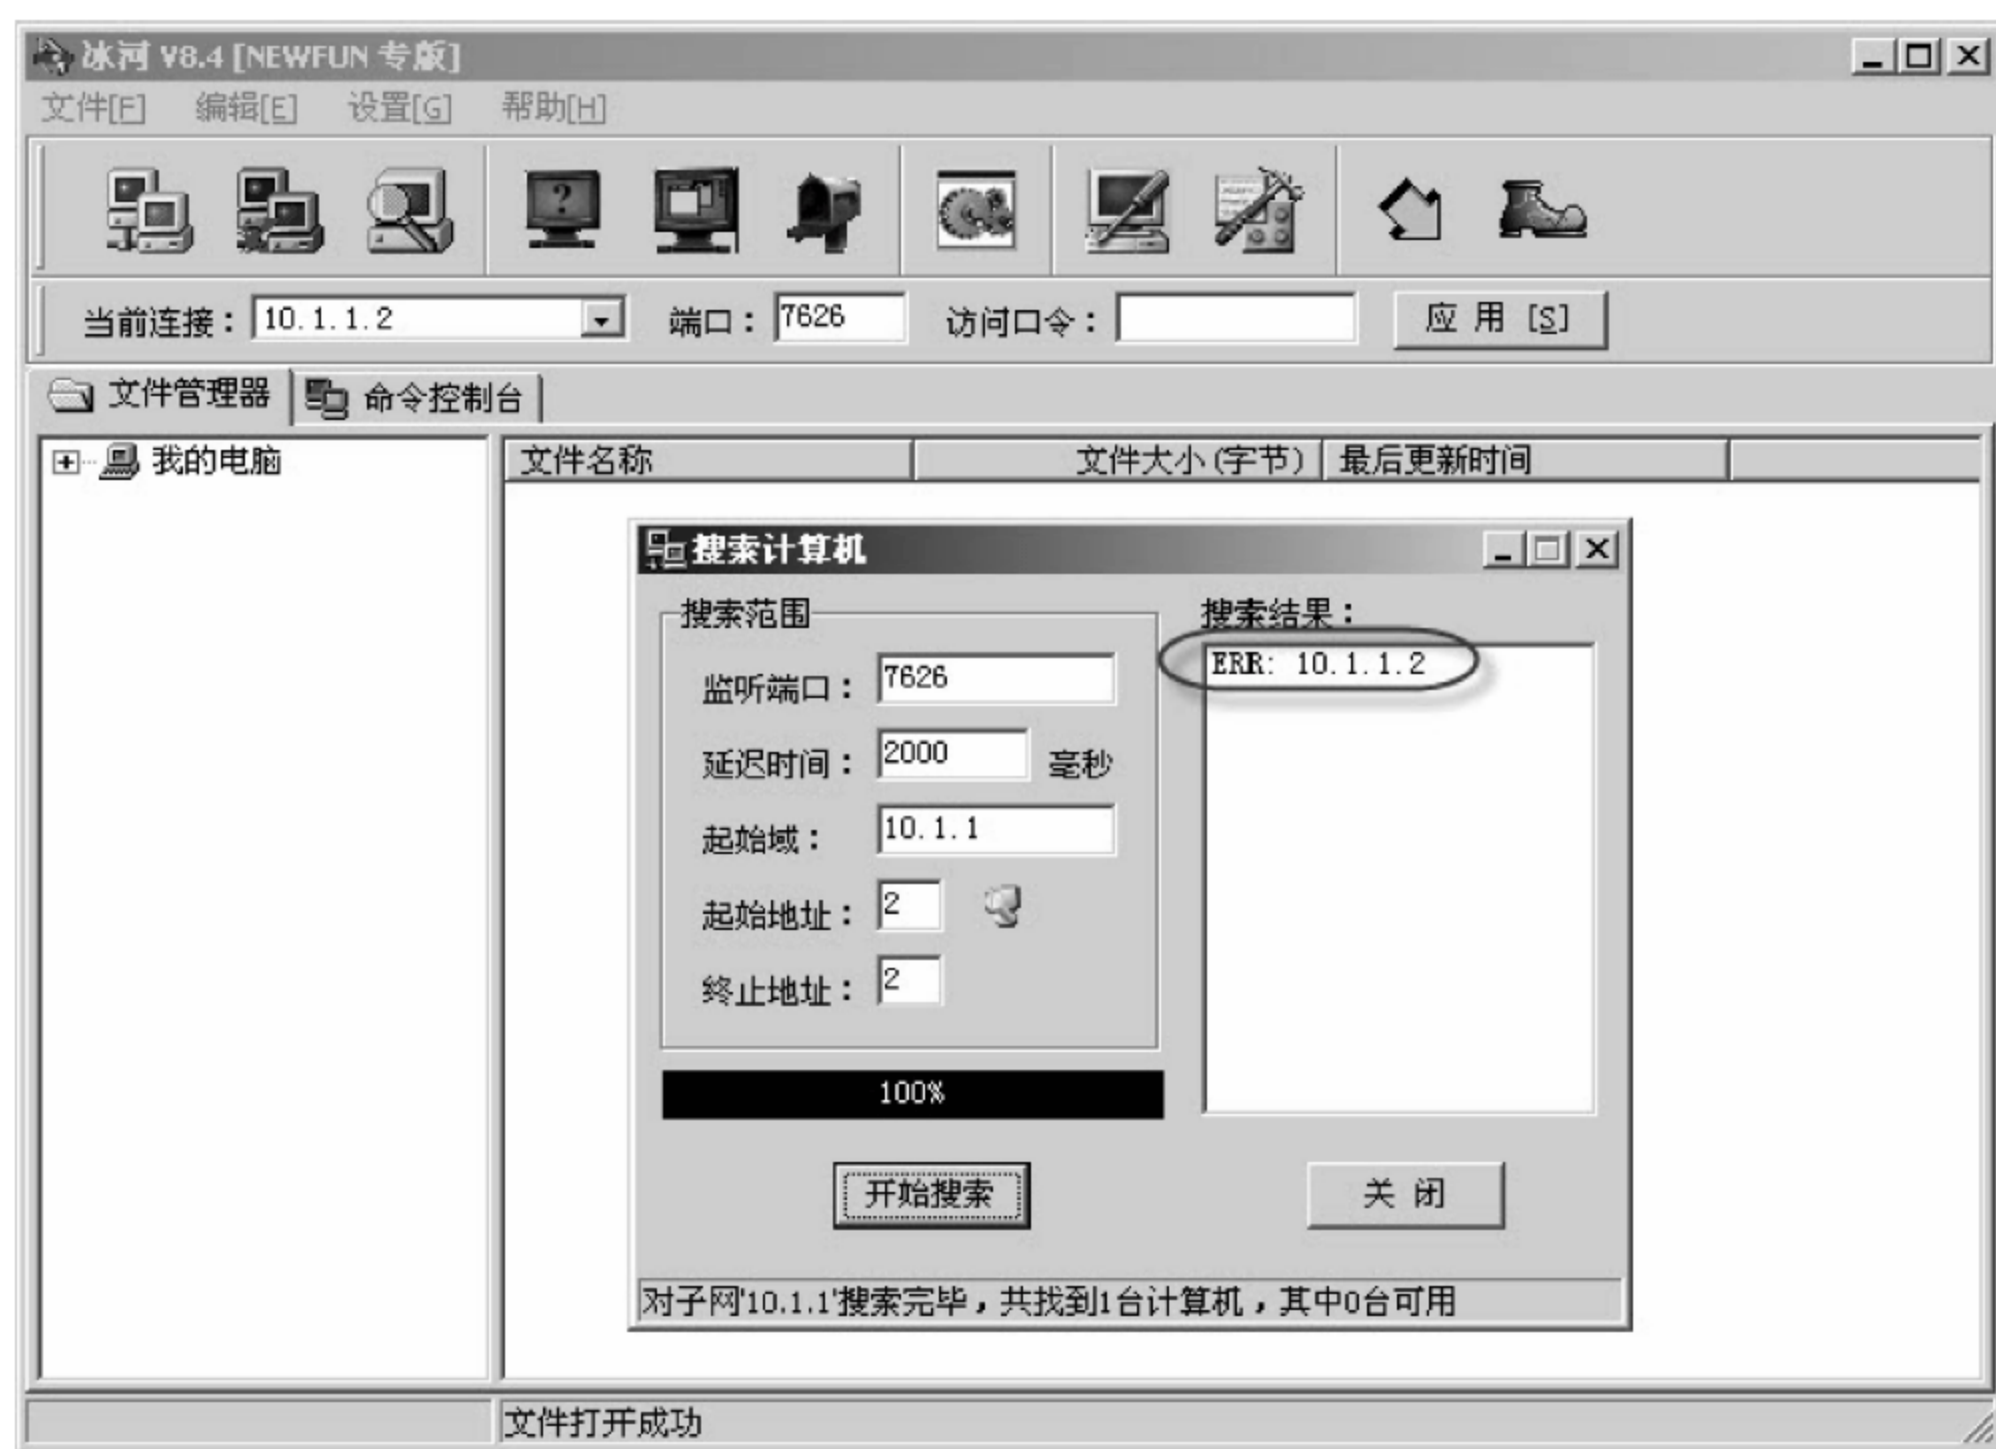 冰河 V8.4 [NEWFUN 专版]
文件[F] 编辑[E] 设置[G] 帮助[H]
当前连接： 10.1.1.2 端口： 7626 访问口令： 应 用 [S]
文件管理器 命令控制台
我的电脑 文件名称 文件大小(字节) 最后更新时间
搜索计算机
搜索范围 搜索结果：
监听端口： 7626 ERR: 10.1.1.2
延迟时间： 2000 毫秒
起始域： 10.1.1
起始地址： 2
终止地址： 2
100%
开始搜索 关 闭
对子网'10.1.1'搜索完毕，共找到1台计算机，其中0台可用
文件打开成功